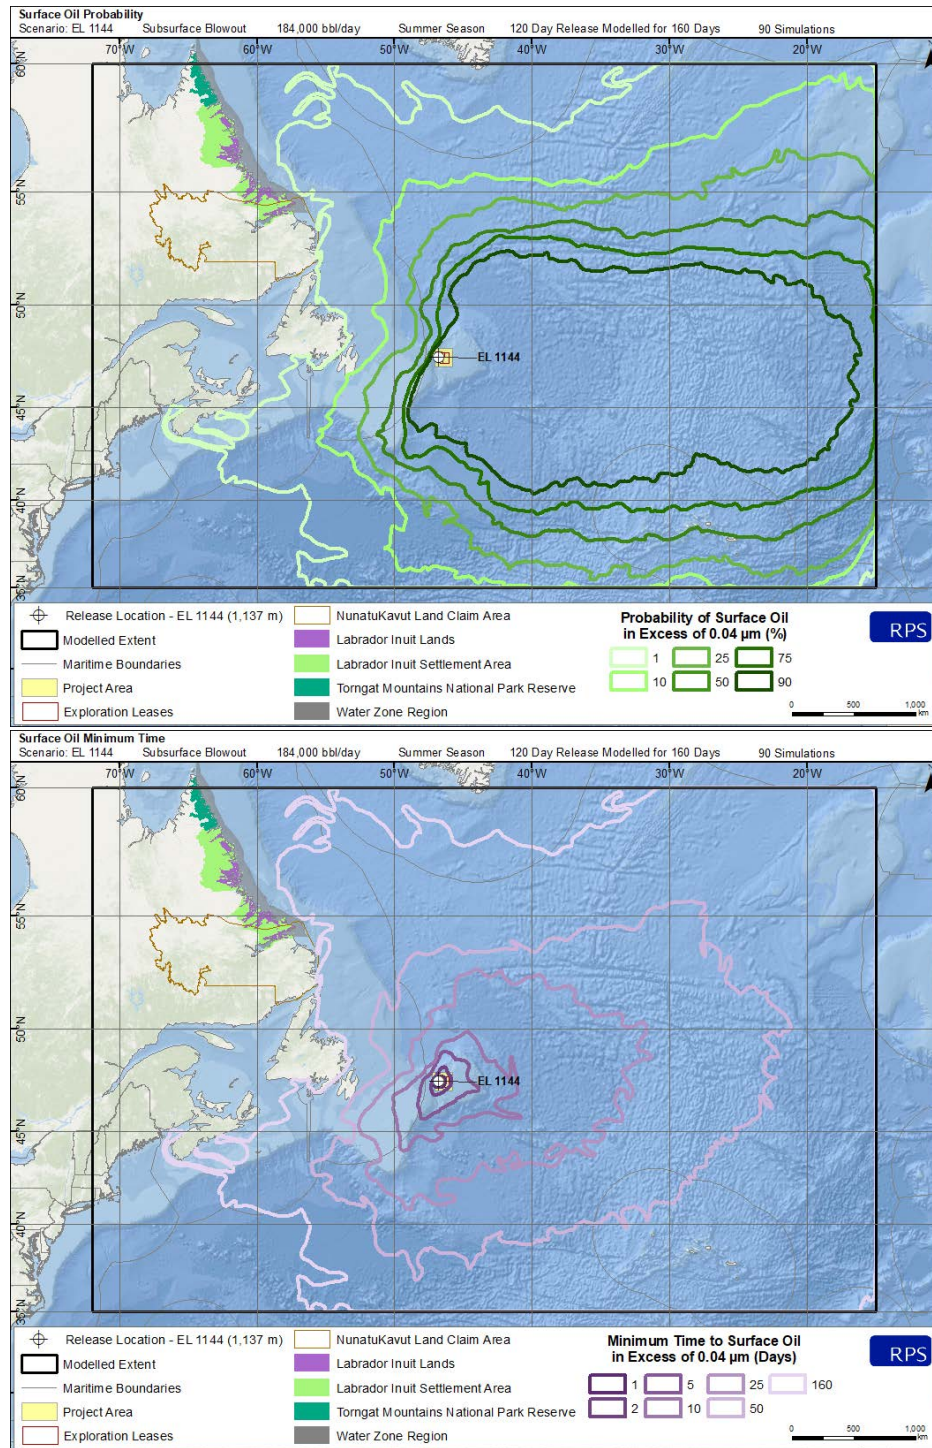 Surface Oil Probability
Scenario: EL 1144 Subsurface Blowout 184,000 bbl/day Summer Season 120 Day Release Modelled for 160 Days 90 Simulations
70°W 60°W 50°W 40°W 30°W 20°W
60°N
55°N
50°N
EL 1144
45°N
40°N
35°N
Release Location - EL 1144 (1,137 m)
Modelled Extent
Maritime Boundaries
Project Area
Exploration Leases
NunatuKavut Land Claim Area
Labrador Inuit Lands
Labrador Inuit Settlement Area
Torngat Mountains National Park Reserve
Water Zone Region
Probability of Surface Oil
in Excess of 0.04 µm (%)
1 25 75
10 50 90
RPS
0 500 1,000
km
Surface Oil Minimum Time
Scenario: EL 1144 Subsurface Blowout 184,000 bbl/day Summer Season 120 Day Release Modelled for 160 Days 90 Simulations
70°W 60°W 50°W 40°W 30°W 20°W
60°N
55°N
50°N
EL 1144
45°N
40°N
35°N
Release Location - EL 1144 (1,137 m)
Modelled Extent
Maritime Boundaries
Project Area
Exploration Leases
NunatuKavut Land Claim Area
Labrador Inuit Lands
Labrador Inuit Settlement Area
Torngat Mountains National Park Reserve
Water Zone Region
Minimum Time to Surface Oil
in Excess of 0.04 µm (Days)
1 5 25 160
2 10 50
RPS
0 500 1,000
km